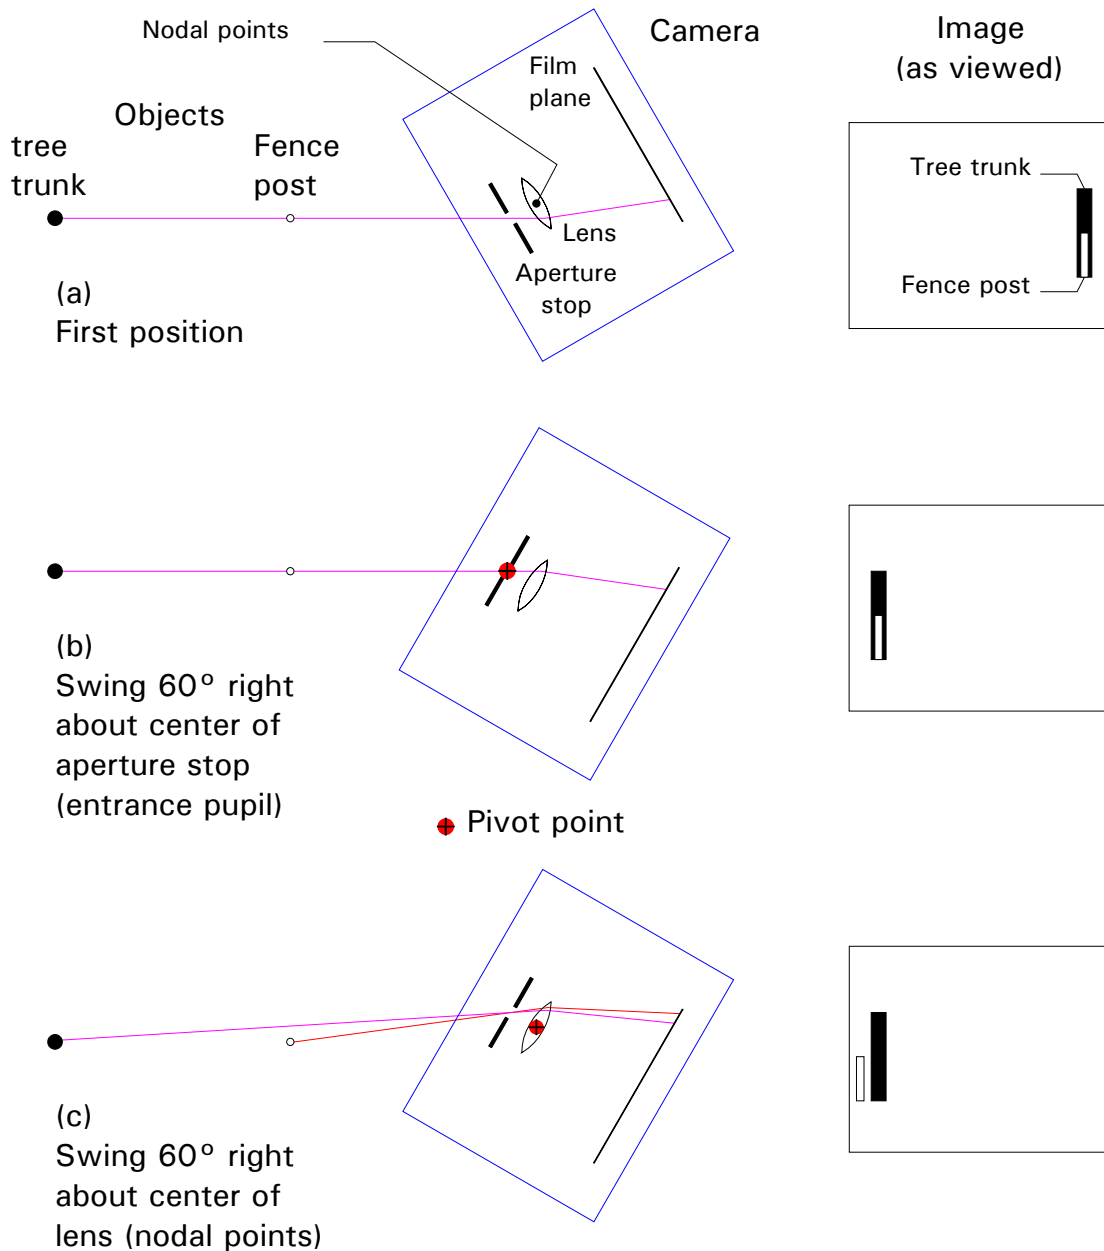 Nodal points
Camera
Image
(as viewed)
Film
plane
Objects
tree
trunk
Fence
post
Tree trunk
Lens
Aperture
stop
Fence post
(a)
First position
(b)
Swing 60º right
about center of
aperture stop
(entrance pupil)
Pivot point
(c)
Swing 60º right
about center of
lens (nodal points)